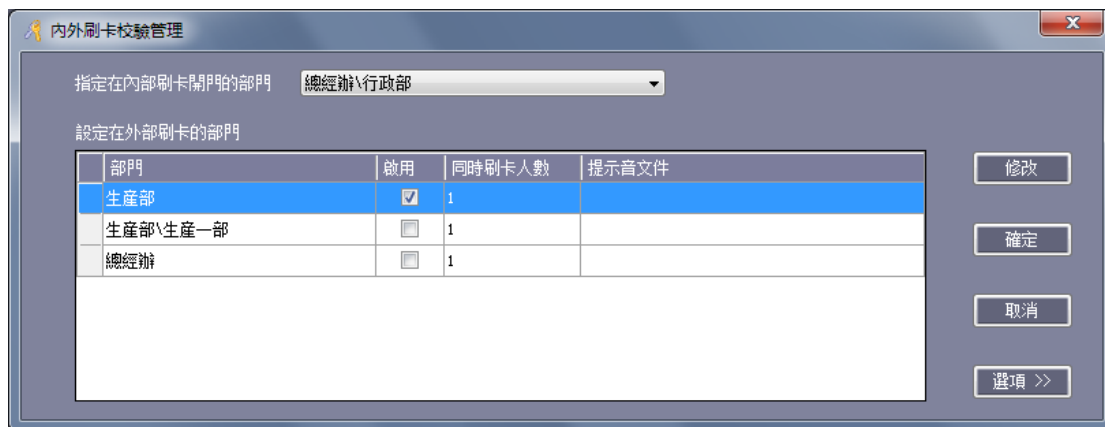 內外刷卡校驗管理
指定在內部刷卡開門的部門 總經辦\行政部
設定在外部刷卡的部門
部門 啟用 同時刷卡人數 提示音文件
生産部 1
生産部\生産一部 1
總經辦 1
修改
確定
取消
選項 >>